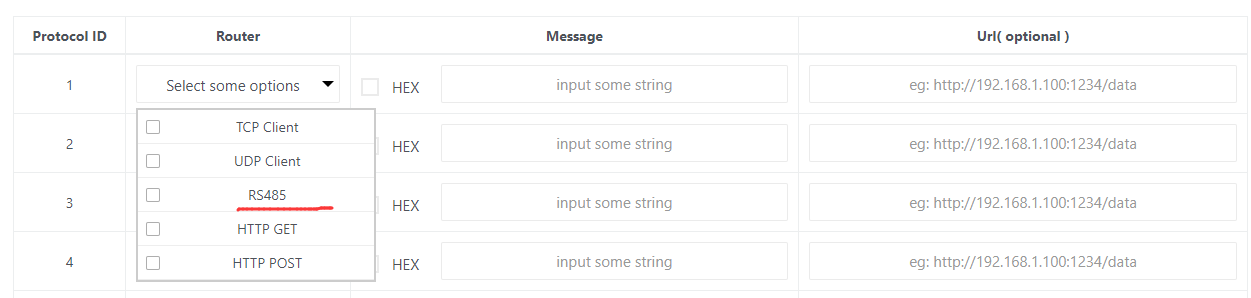 Protocol ID Router Message Url( optional )
1 Select some options HEX input some string eg: http://192.168.1.100:1234/data
TCP Client
2 HEX input some string eg: http://192.168.1.100:1234/data
UDP Client
RS485
3 HEX input some string eg: http://192.168.1.100:1234/data
HTTP GET
4 HTTP POST HEX input some string eg: http://192.168.1.100:1234/data